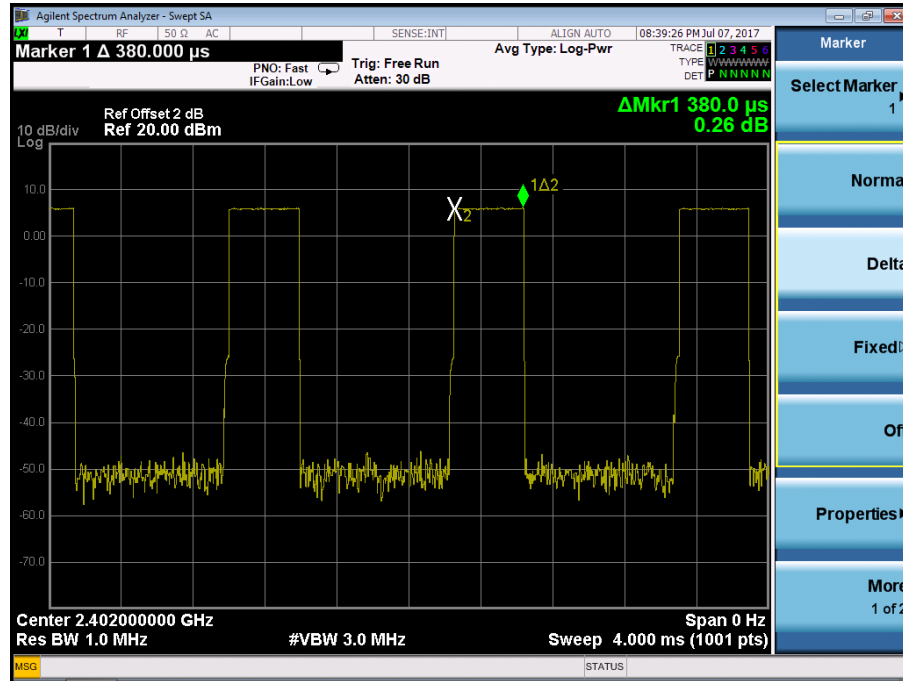 Agilent Spectrum Analyzer - Swept SA
LXI T RF 50 Ω AC SENSE:INT ALIGN AUTO 08:39:26 PM Jul 07, 2017
Marker 1 Δ 380.000 µs
PNO: Fast
IFGain:Low
Trig: Free Run
Atten: 30 dB
Avg Type: Log-Pwr
TRACE 1 2 3 4 5 6
TYPE WWWWWW
DET P N N N N N
ΔMkr1 380.0 µs
0.26 dB
Ref Offset 2 dB
10 dB/div Ref 20.00 dBm
Log
10.0
0.00
-10.0
-20.0
-30.0
-40.0
-50.0
-60.0
-70.0
1Δ2
X2
Center 2.402000000 GHz Span 0 Hz
Res BW 1.0 MHz #VBW 3.0 MHz Sweep 4.000 ms (1001 pts)
MSG STATUS
Marker
Select Marker
1
Norma
Delta
Fixed
Of
Properties
More
1 of 2